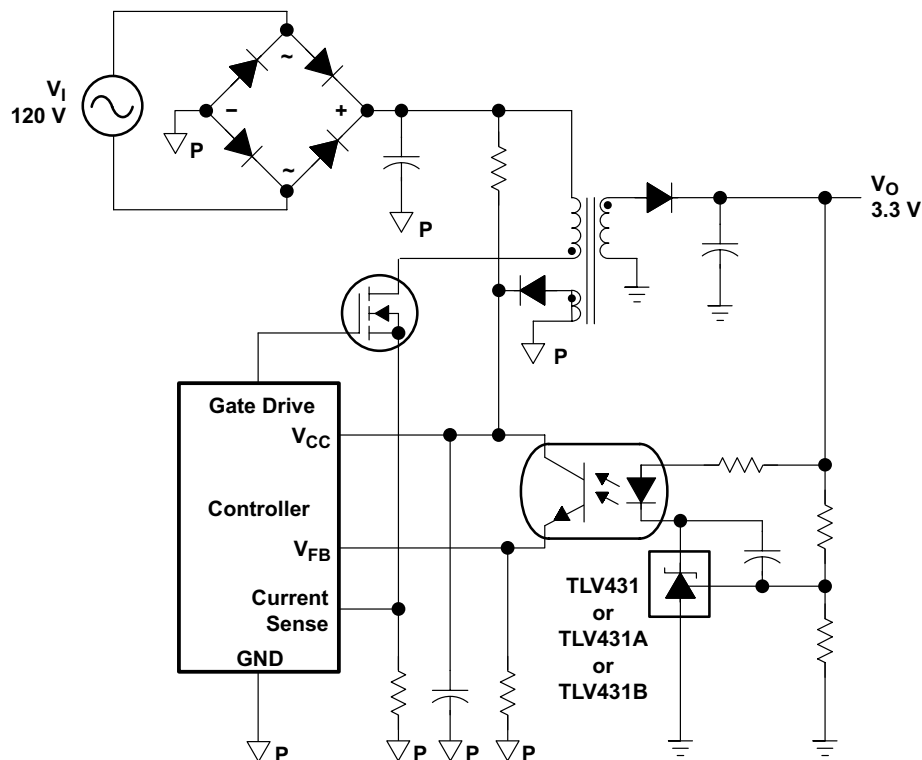 ~
V_I
120 V
–
+
P
~
P
V_O
3.3 V
P
Gate Drive
V_CC
Controller
V_FB
Current
Sense
GND
TLV431
or
TLV431A
or
TLV431B
P
P
P
P